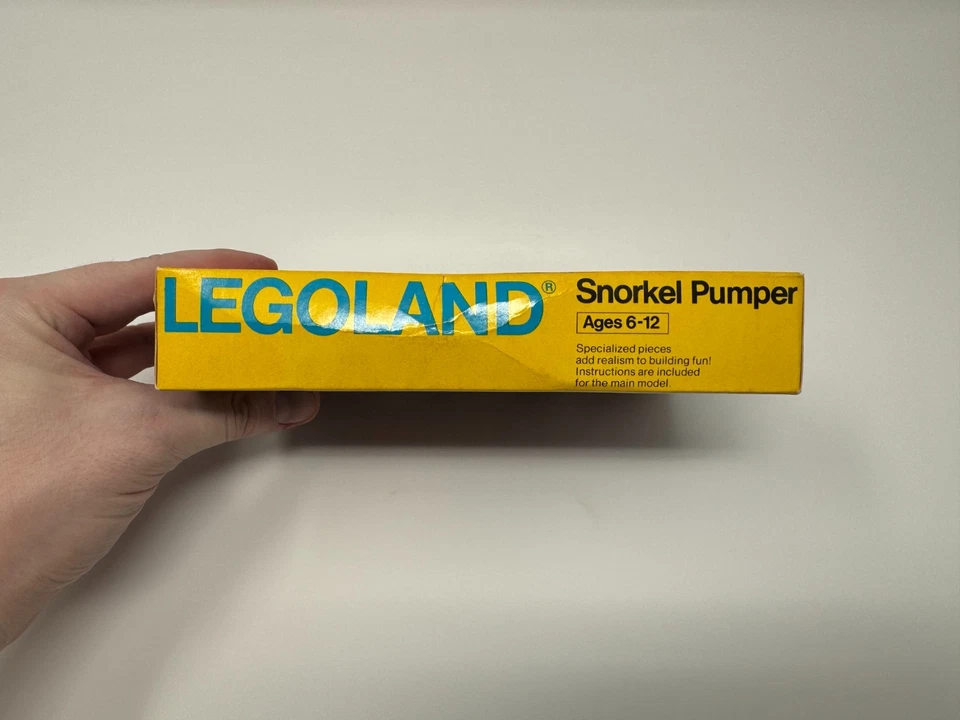 LEGOLAND®
Snorkel Pumper
Ages 6-12
Specialized pieces
add realism to building fun!
Instructions are included
for the main model.